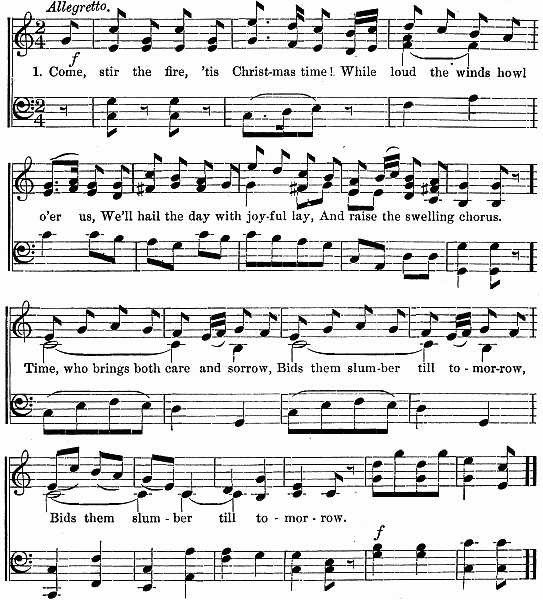 Allegretto.
f
1. Come, stir the fire, 'tis Christ-mas time! While loud the winds howl
o'er us, We'll hail the day with joy-ful lay, And raise the swelling chorus.
Time, who brings both care and sorrow, Bids them slum-ber till to-mor-row,
Bids them slum-ber till to-mor-row.
f